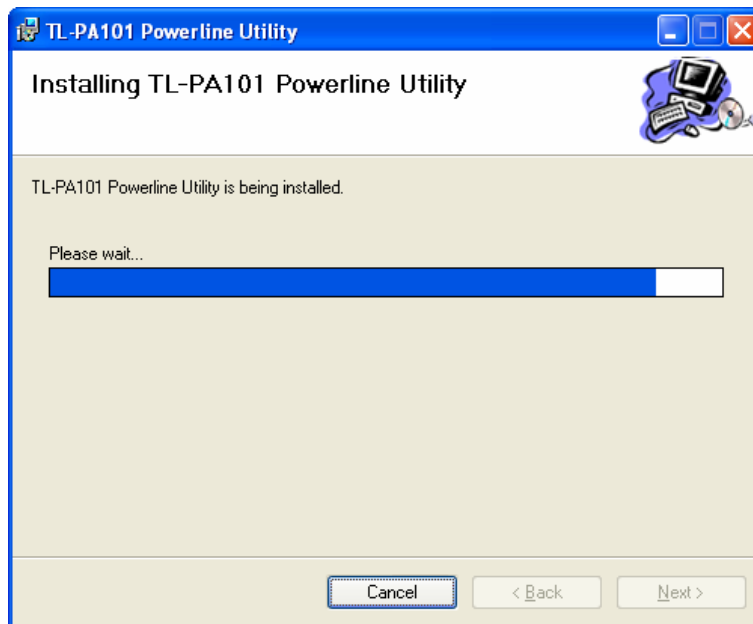 TL-PA101 Powerline Utility
Installing TL-PA101 Powerline Utility
TL-PA101 Powerline Utility is being installed.
Please wait...
Cancel
< Back
Next >